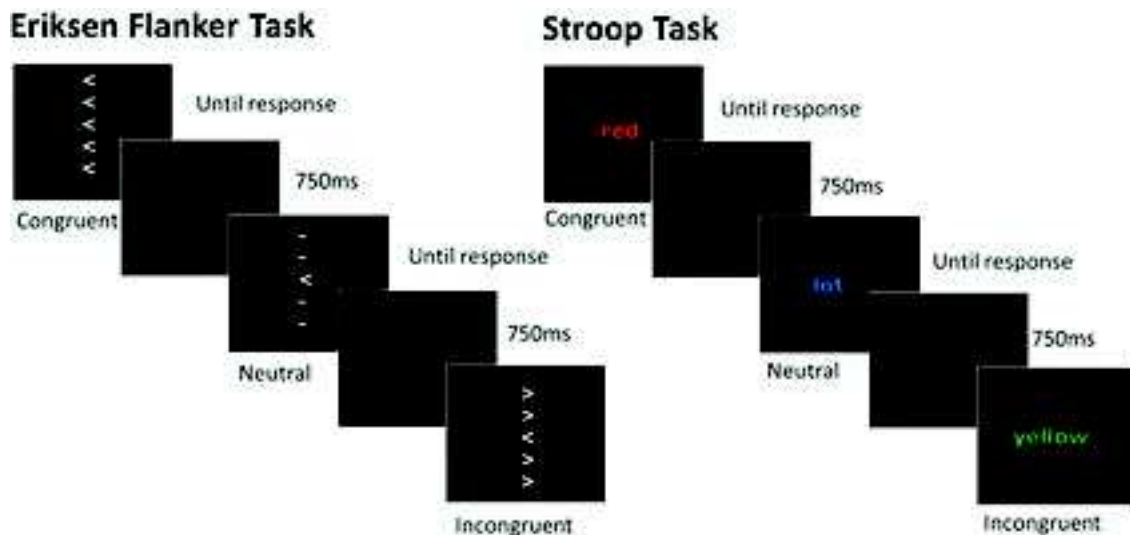 Eriksen Flanker Task
<
<
<
<
<
Until response
Congruent
750ms
-
-
<
-
-
Until response
Neutral
750ms
>
>
<
>
>
Incongruent
Stroop Task
red
Until response
Congruent
750ms
lot
Until response
Neutral
750ms
yellow
Incongruent